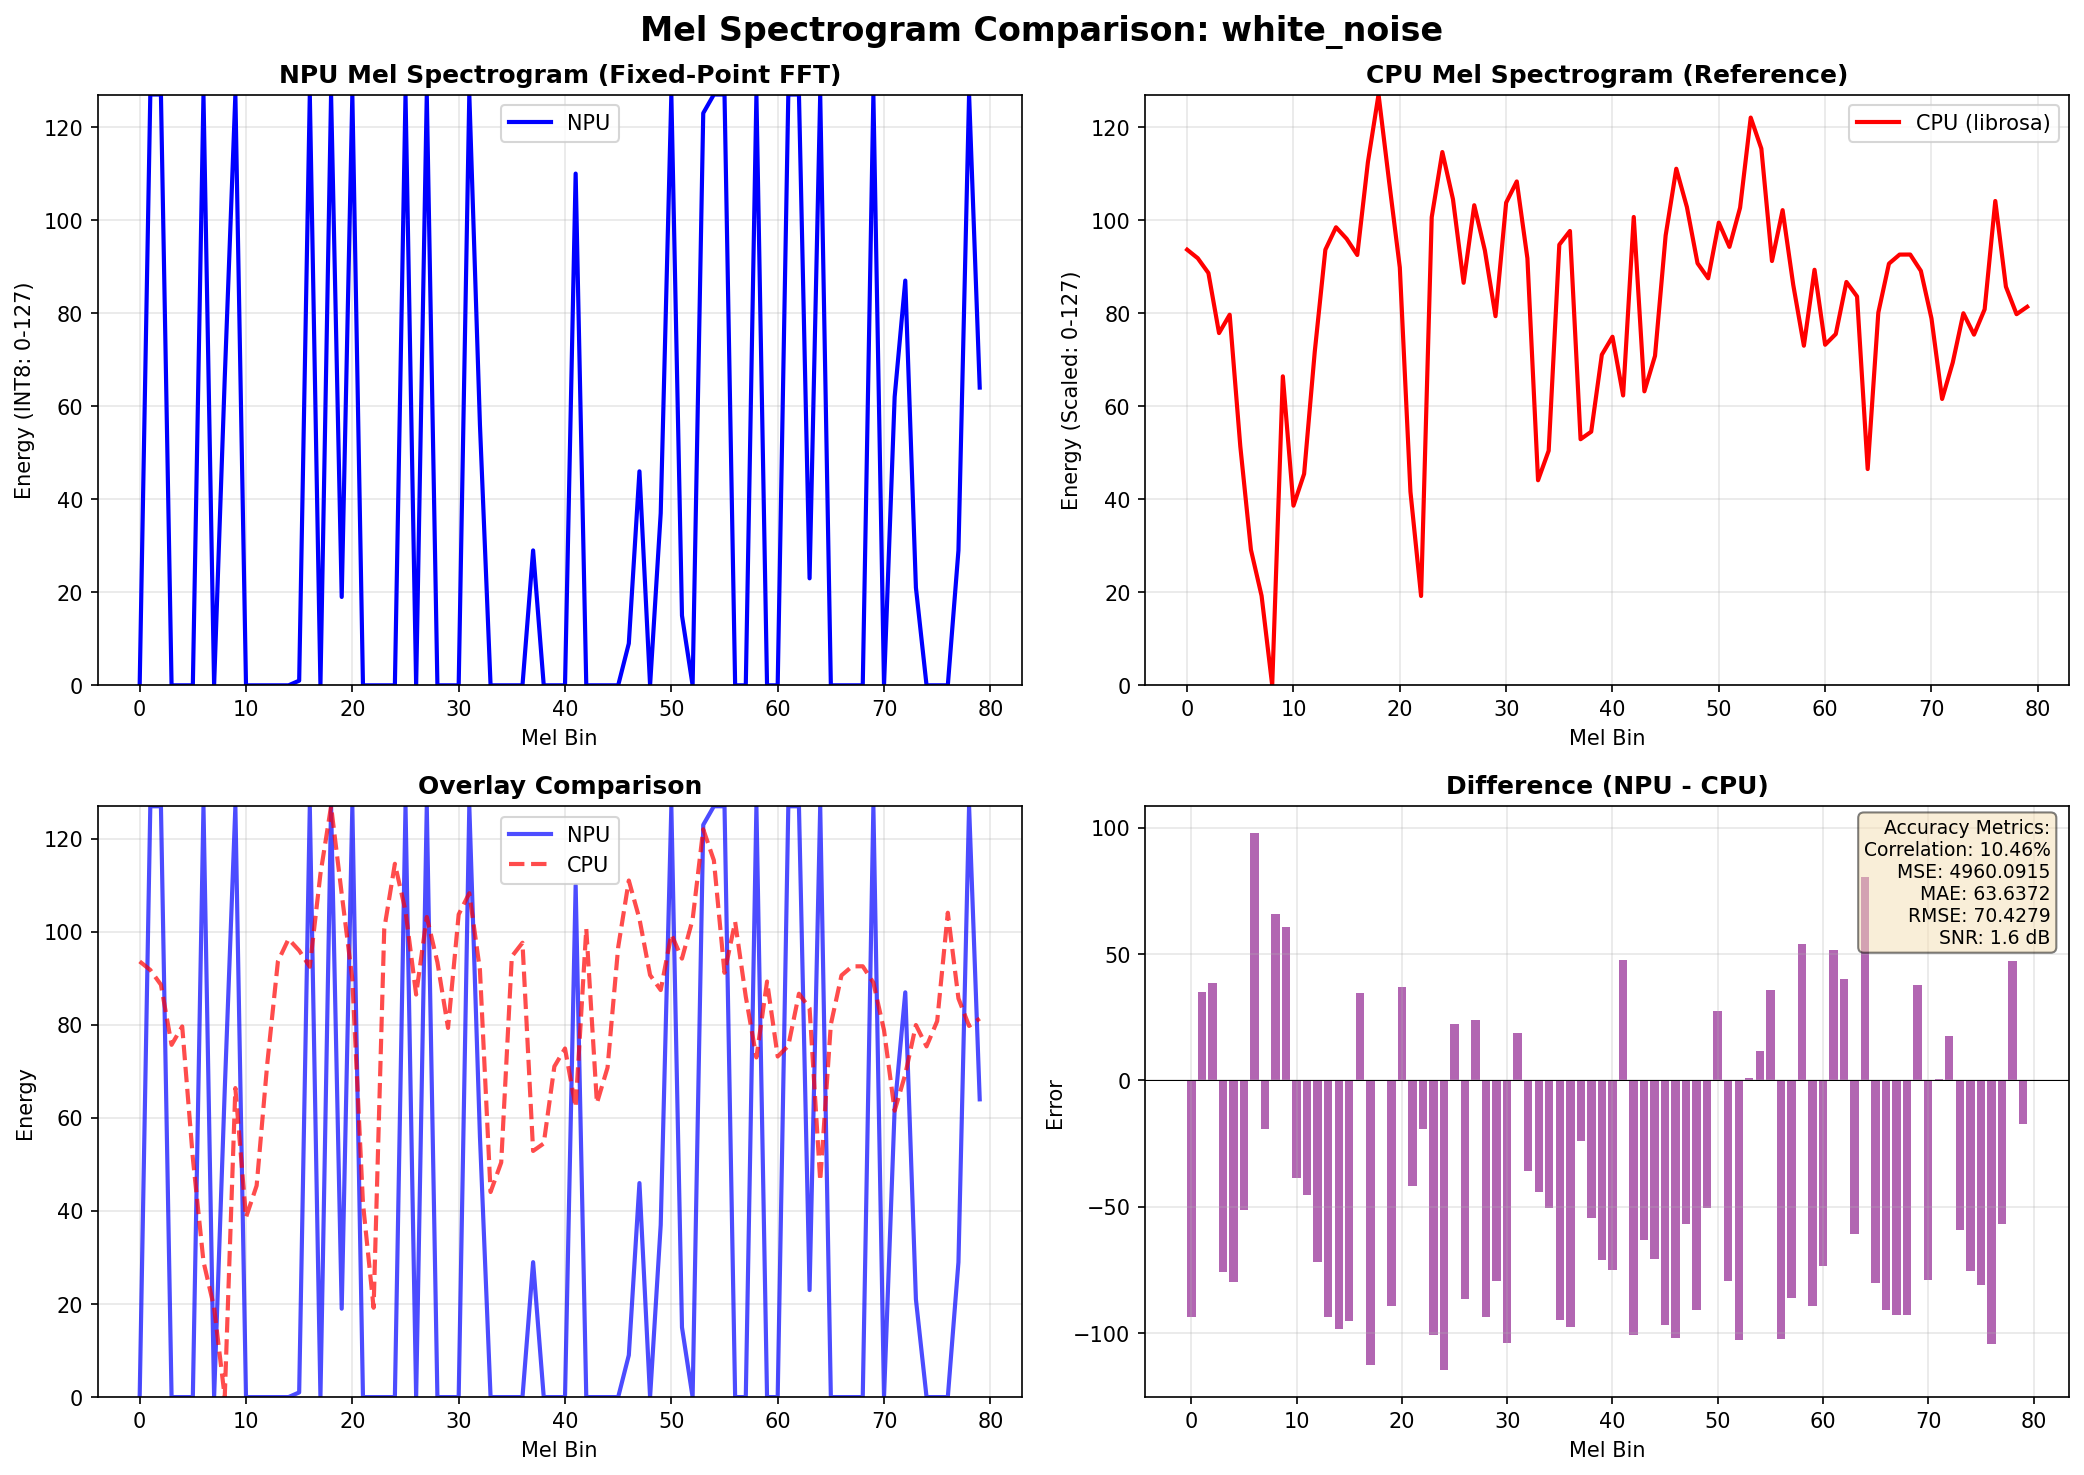 Mel Spectrogram Comparison: white_noise
NPU Mel Spectrogram (Fixed-Point FFT)
Energy (INT8: 0-127)
120
100
80
60
40
20
0
NPU
0 10 20 30 40 50 60 70 80
Mel Bin
CPU Mel Spectrogram (Reference)
Energy (Scaled: 0-127)
120
100
80
60
40
20
0
CPU (librosa)
0 10 20 30 40 50 60 70 80
Mel Bin
Overlay Comparison
Energy
120
100
80
60
40
20
0
NPU
CPU
0 10 20 30 40 50 60 70 80
Mel Bin
Difference (NPU - CPU)
Error
100
50
0
−50
−100
Accuracy Metrics:
Correlation: 10.46%
MSE: 4960.0915
MAE: 63.6372
RMSE: 70.4279
SNR: 1.6 dB
0 10 20 30 40 50 60 70 80
Mel Bin